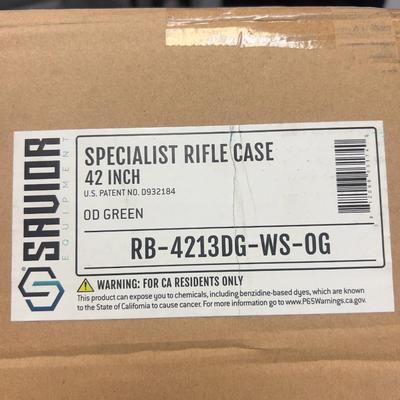 SAVIOR
EQUIPMENT
SPECIALIST RIFLE CASE
42 INCH
U.S. PATENT NO. D932184
OD GREEN
RB-4213DG-WS-OG
WARNING: FOR CA RESIDENTS ONLY
This product can expose you to chemicals, including benzidine-based dyes, which are known
to the State of California to cause cancer. For more information go to www.P65Warnings.ca.gov.